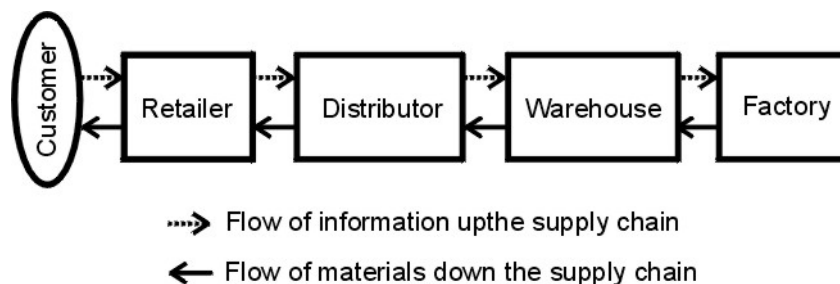 Customer
Retailer
Distributor
Warehouse
Factory
Flow of information upthe supply chain
Flow of materials down the supply chain